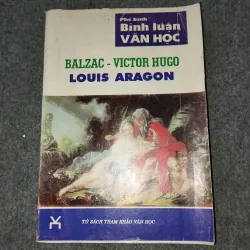 Phê bình
Bình luận
VĂN HỌC
BALZAC - VICTOR HUGO
LOUIS ARAGON
TỦ SÁCH THAM KHẢO VĂN HỌC